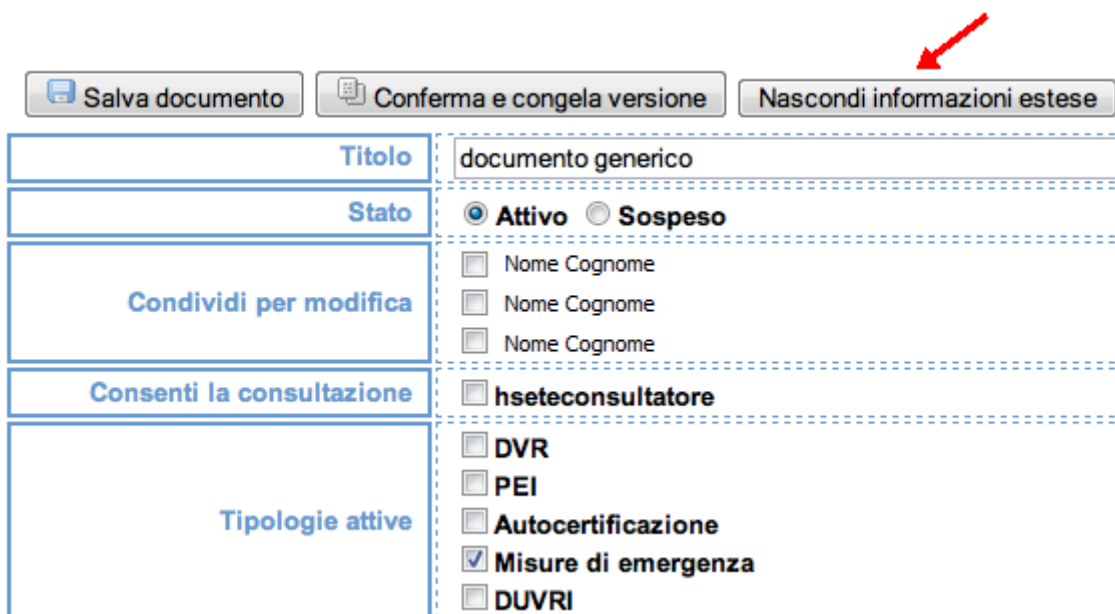 Salva documento Conferma e congela versione Nascondi informazioni estese
Titolo documento generico
Stato Attivo Sospeso
Condividi per modifica
Nome Cognome
Nome Cognome
Nome Cognome
Consenti la consultazione hseteconsultatore
Tipologie attive
DVR
PEI
Autocertificazione
Misure di emergenza
DUVRI